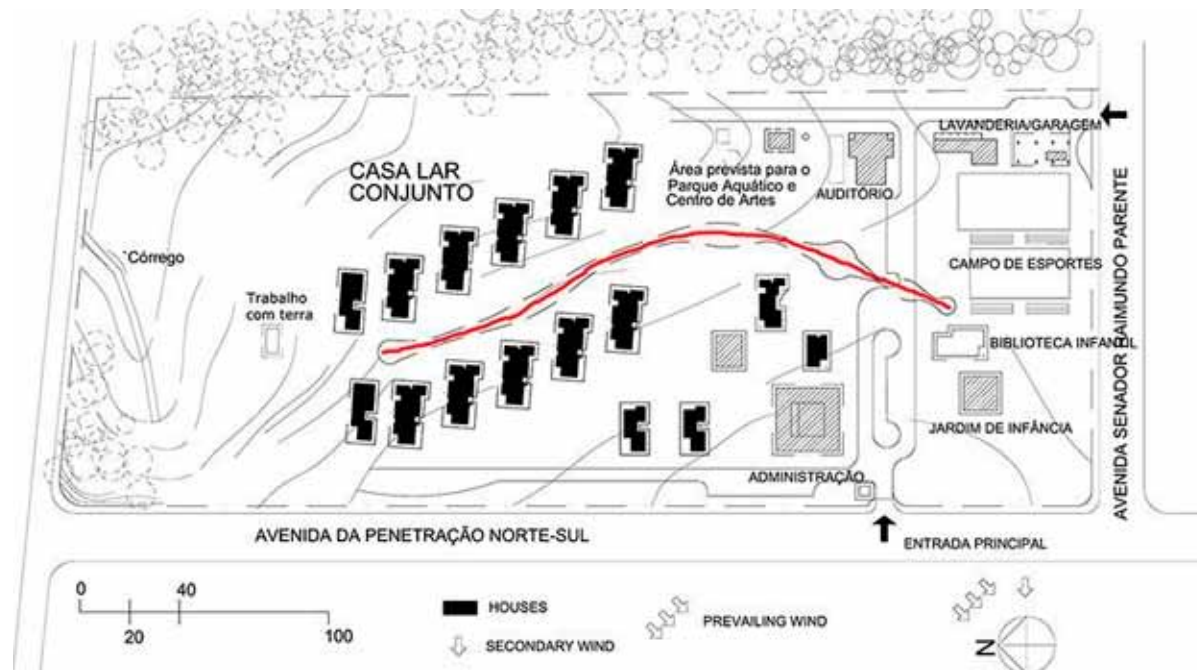 LAVANDERIA/GARAGEM
CASA LAR
CONJUNTO
Área prevista para o
Parque Aquático e
Centro de Artes
AUDITÓRIO
AVENIDA SENADOR RAIMUNDO PARENTE
Córrego
CAMPO DE ESPORTES
Trabalho
com terra
BIBLIOTECA INFANTIL
JARDIM DE INFÂNCIA
ADMINISTRAÇÃO
AVENIDA DA PENETRAÇÃO NORTE-SUL
ENTRADA PRINCIPAL
0 40
20 100
HOUSES
SECONDARY WIND
PREVAILING WIND
N